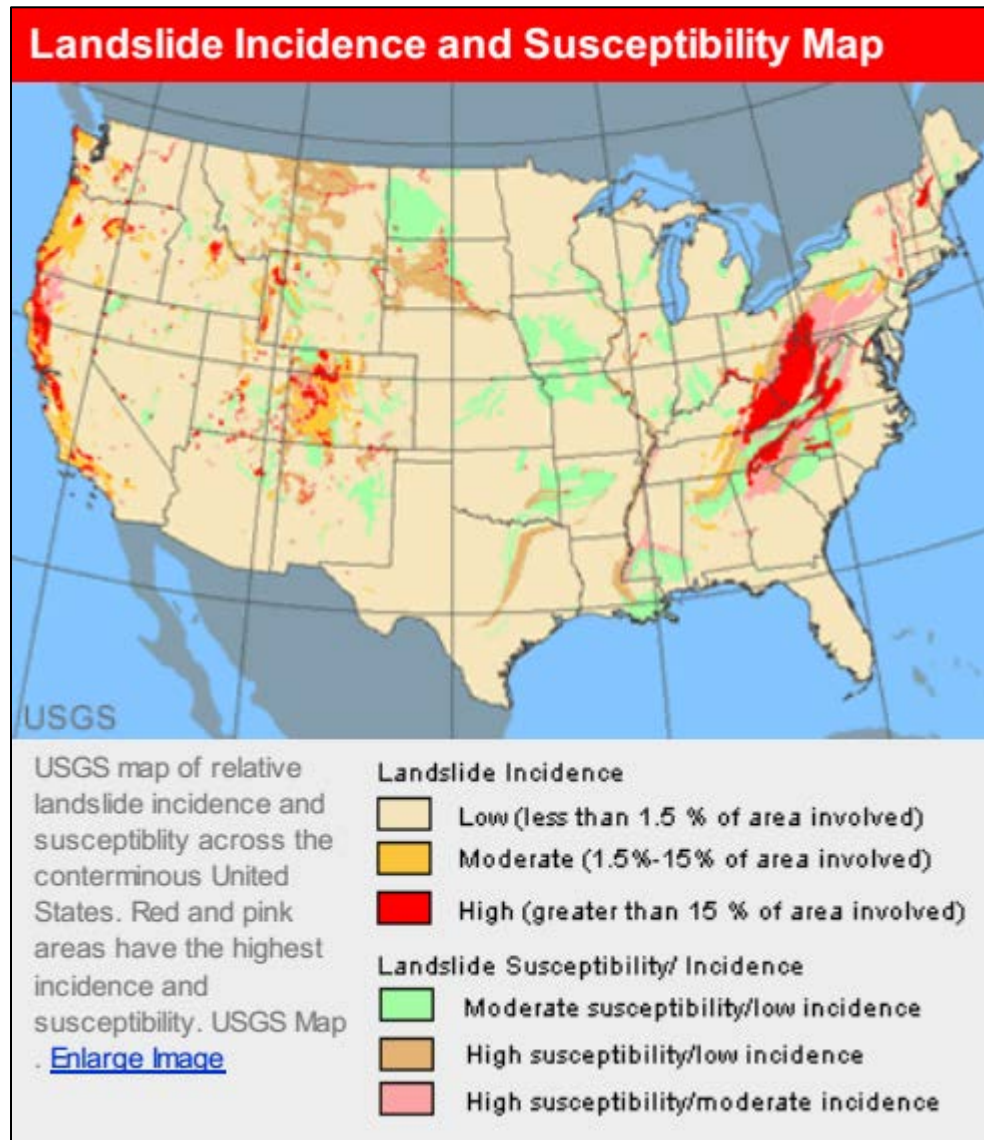 Landslide Incidence and Susceptibility Map
USGS
USGS map of relative
landslide incidence and
susceptiblity across the
conterminous United
States. Red and pink
areas have the highest
incidence and
susceptibility. USGS Map
. Enlarge Image
Landslide Incidence
Low (less than 1.5 % of area involved)
Moderate (1.5%-15% of area involved)
High (greater than 15 % of area involved)
Landslide Susceptibility/ Incidence
Moderate susceptibility/low incidence
High susceptibility/low incidence
High susceptibility/moderate incidence